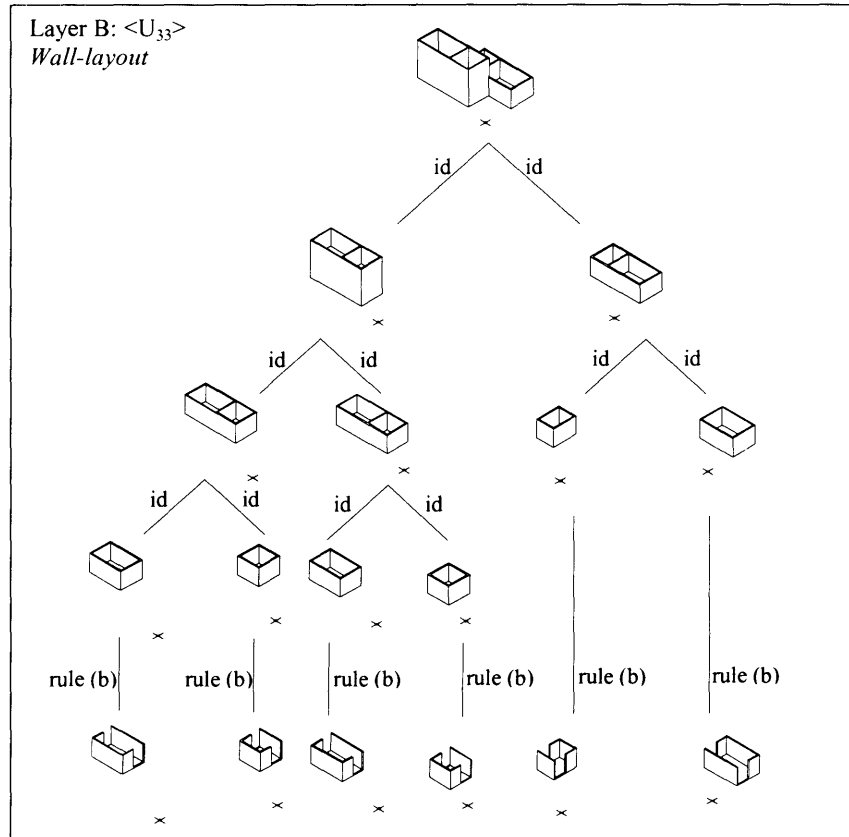 Layer B: <U₃₃>
Wall-layout
id id
id id id id
id id id id
rule (b) rule (b) rule (b) rule (b) rule (b) rule (b)